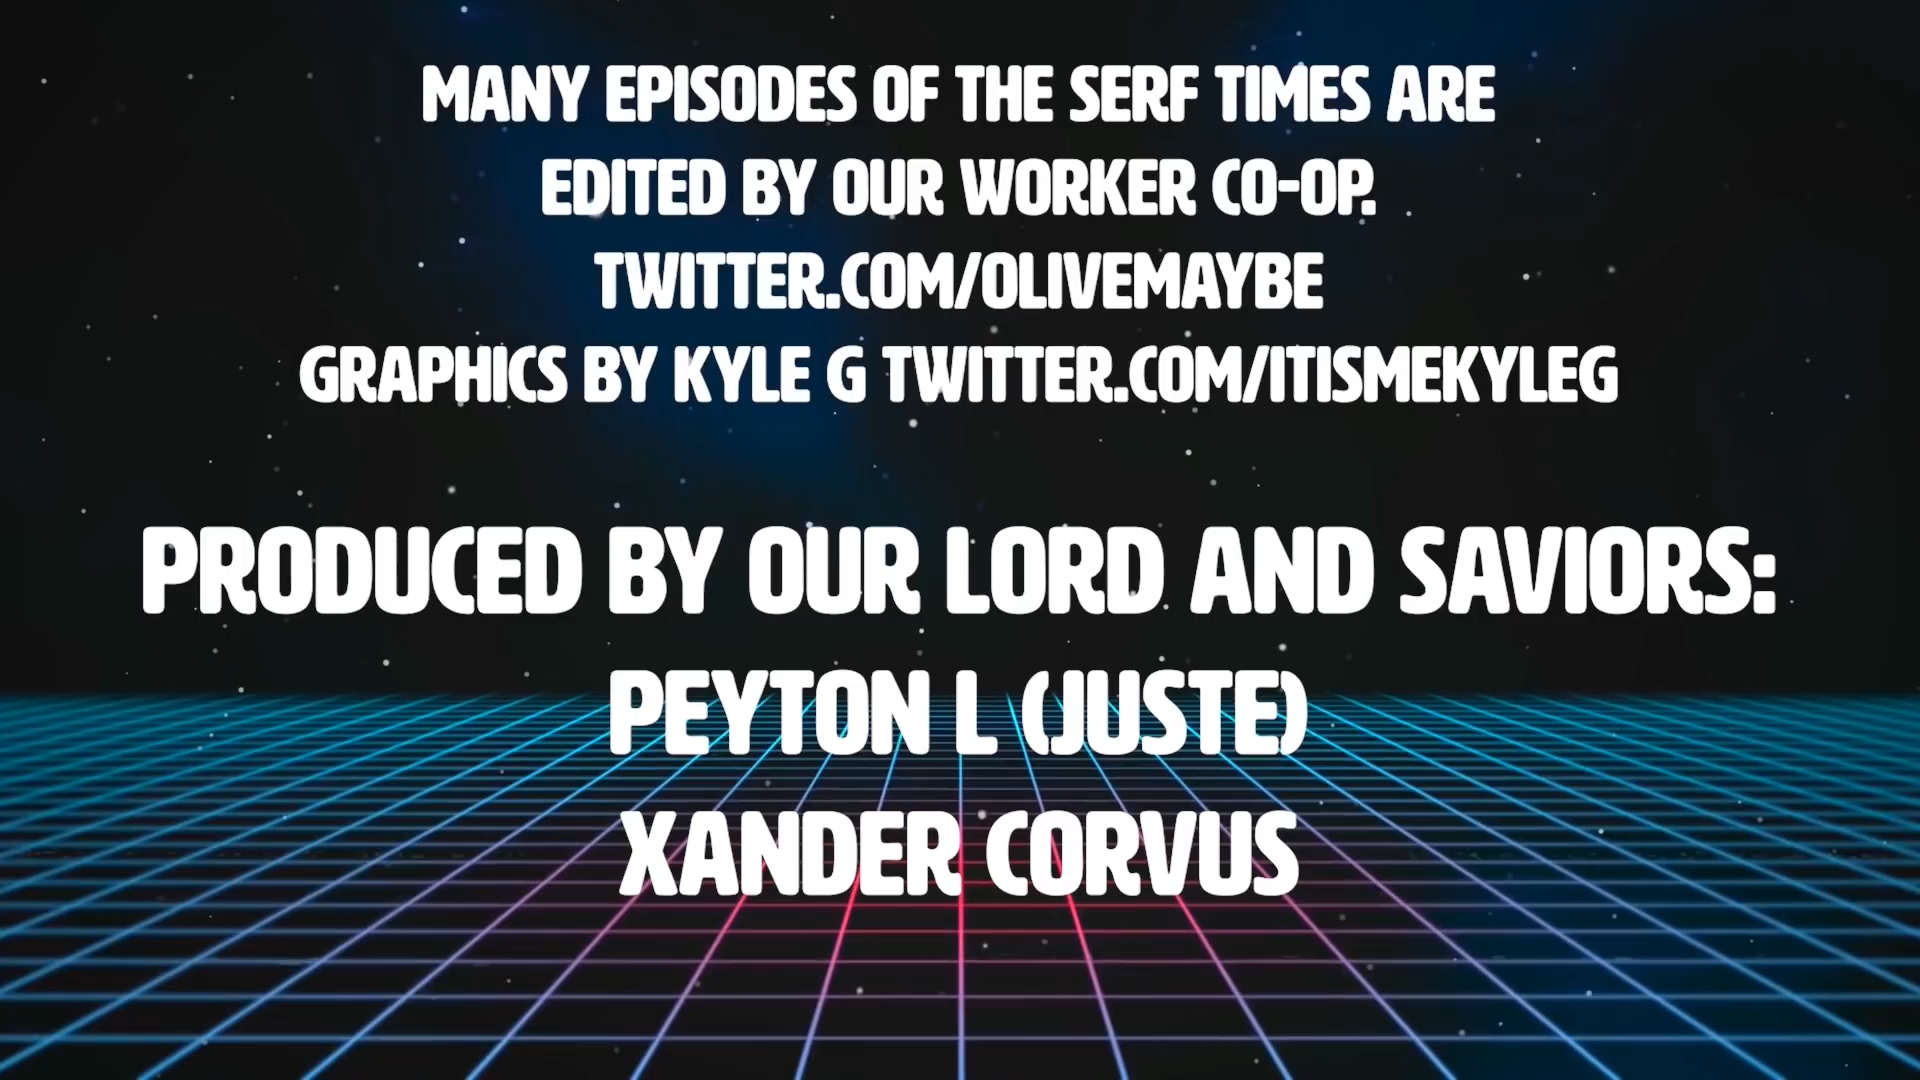 MANY EPISODES OF THE SERF TIMES ARE
EDITED BY OUR WORKER CO-OP.
TWITTER.COM/OLIVEMAYBE
GRAPHICS BY KYLE G TWITTER.COM/ITISMEKYLEG
PRODUCED BY OUR LORD AND SAVIORS:
PEYTON L (JUSTE)
XANDER CORVUS